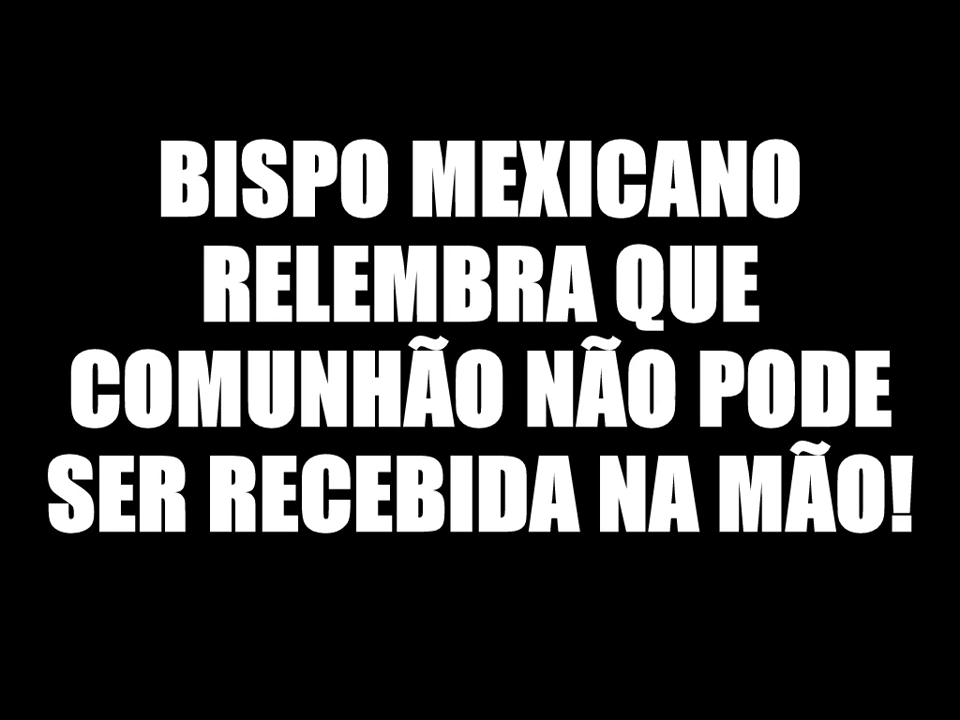 BISPO MEXICANO
RELEMBRA QUE
COMUNHÃO NÃO PODE
SER RECEBIDA NA MÃO!